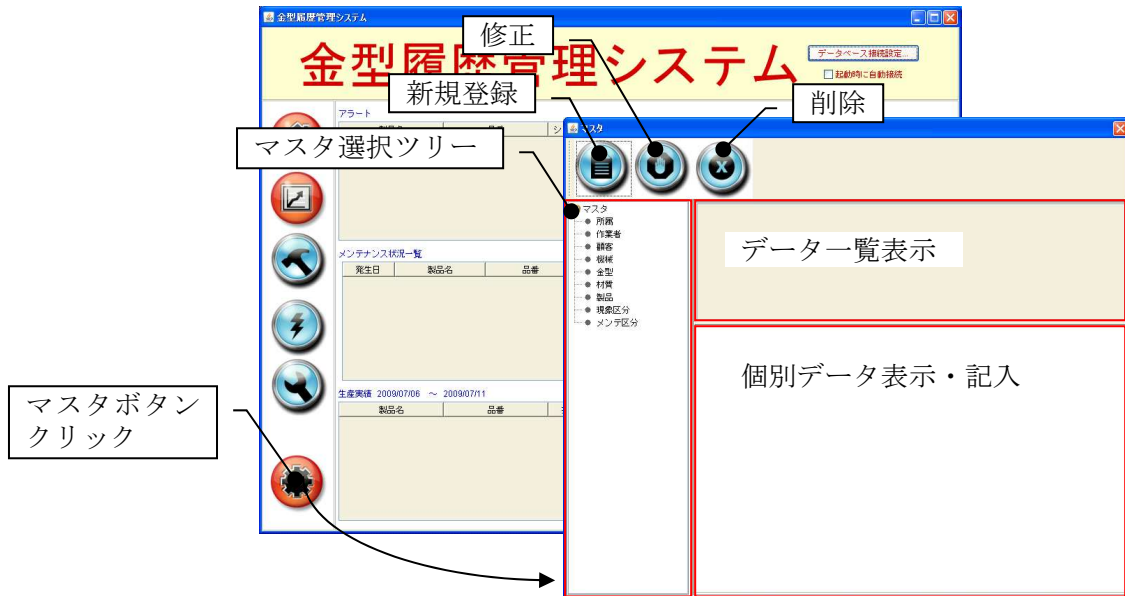 金型履歴管理システム
金型履歴管理システム
データベース接続設定...
起動時に自動接続
修正
新規登録
削除
マスタ選択ツリー
アラート
製品名 品番 シ
メンテナンス状況一覧
発生日 製品名 品番
生産実績 2009/07/06 ～ 2009/07/11
製品名 品番
マスタボタン
クリック
マスタ
マスタ
所属
作業者
顧客
機械
金型
材質
製品
現象区分
メンテ区分
データ一覧表示
個別データ表示・記入